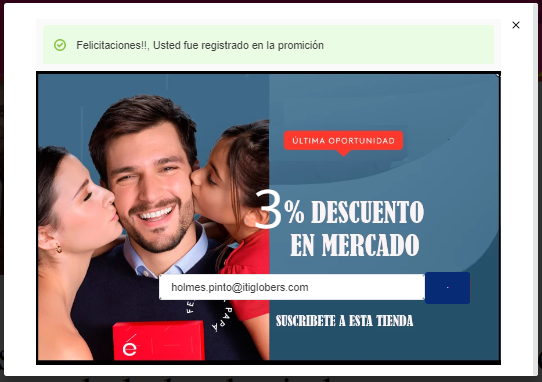 ×
Felicitaciones!!, Usted fue registrado en la promición
ÚLTIMA OPORTUNIDAD
3% DESCUENTO
EN MERCADO
holmes.pinto@itiglobers.com
FE
PAPÁ
é
SUSCRIBETE A ESTA TIENDA